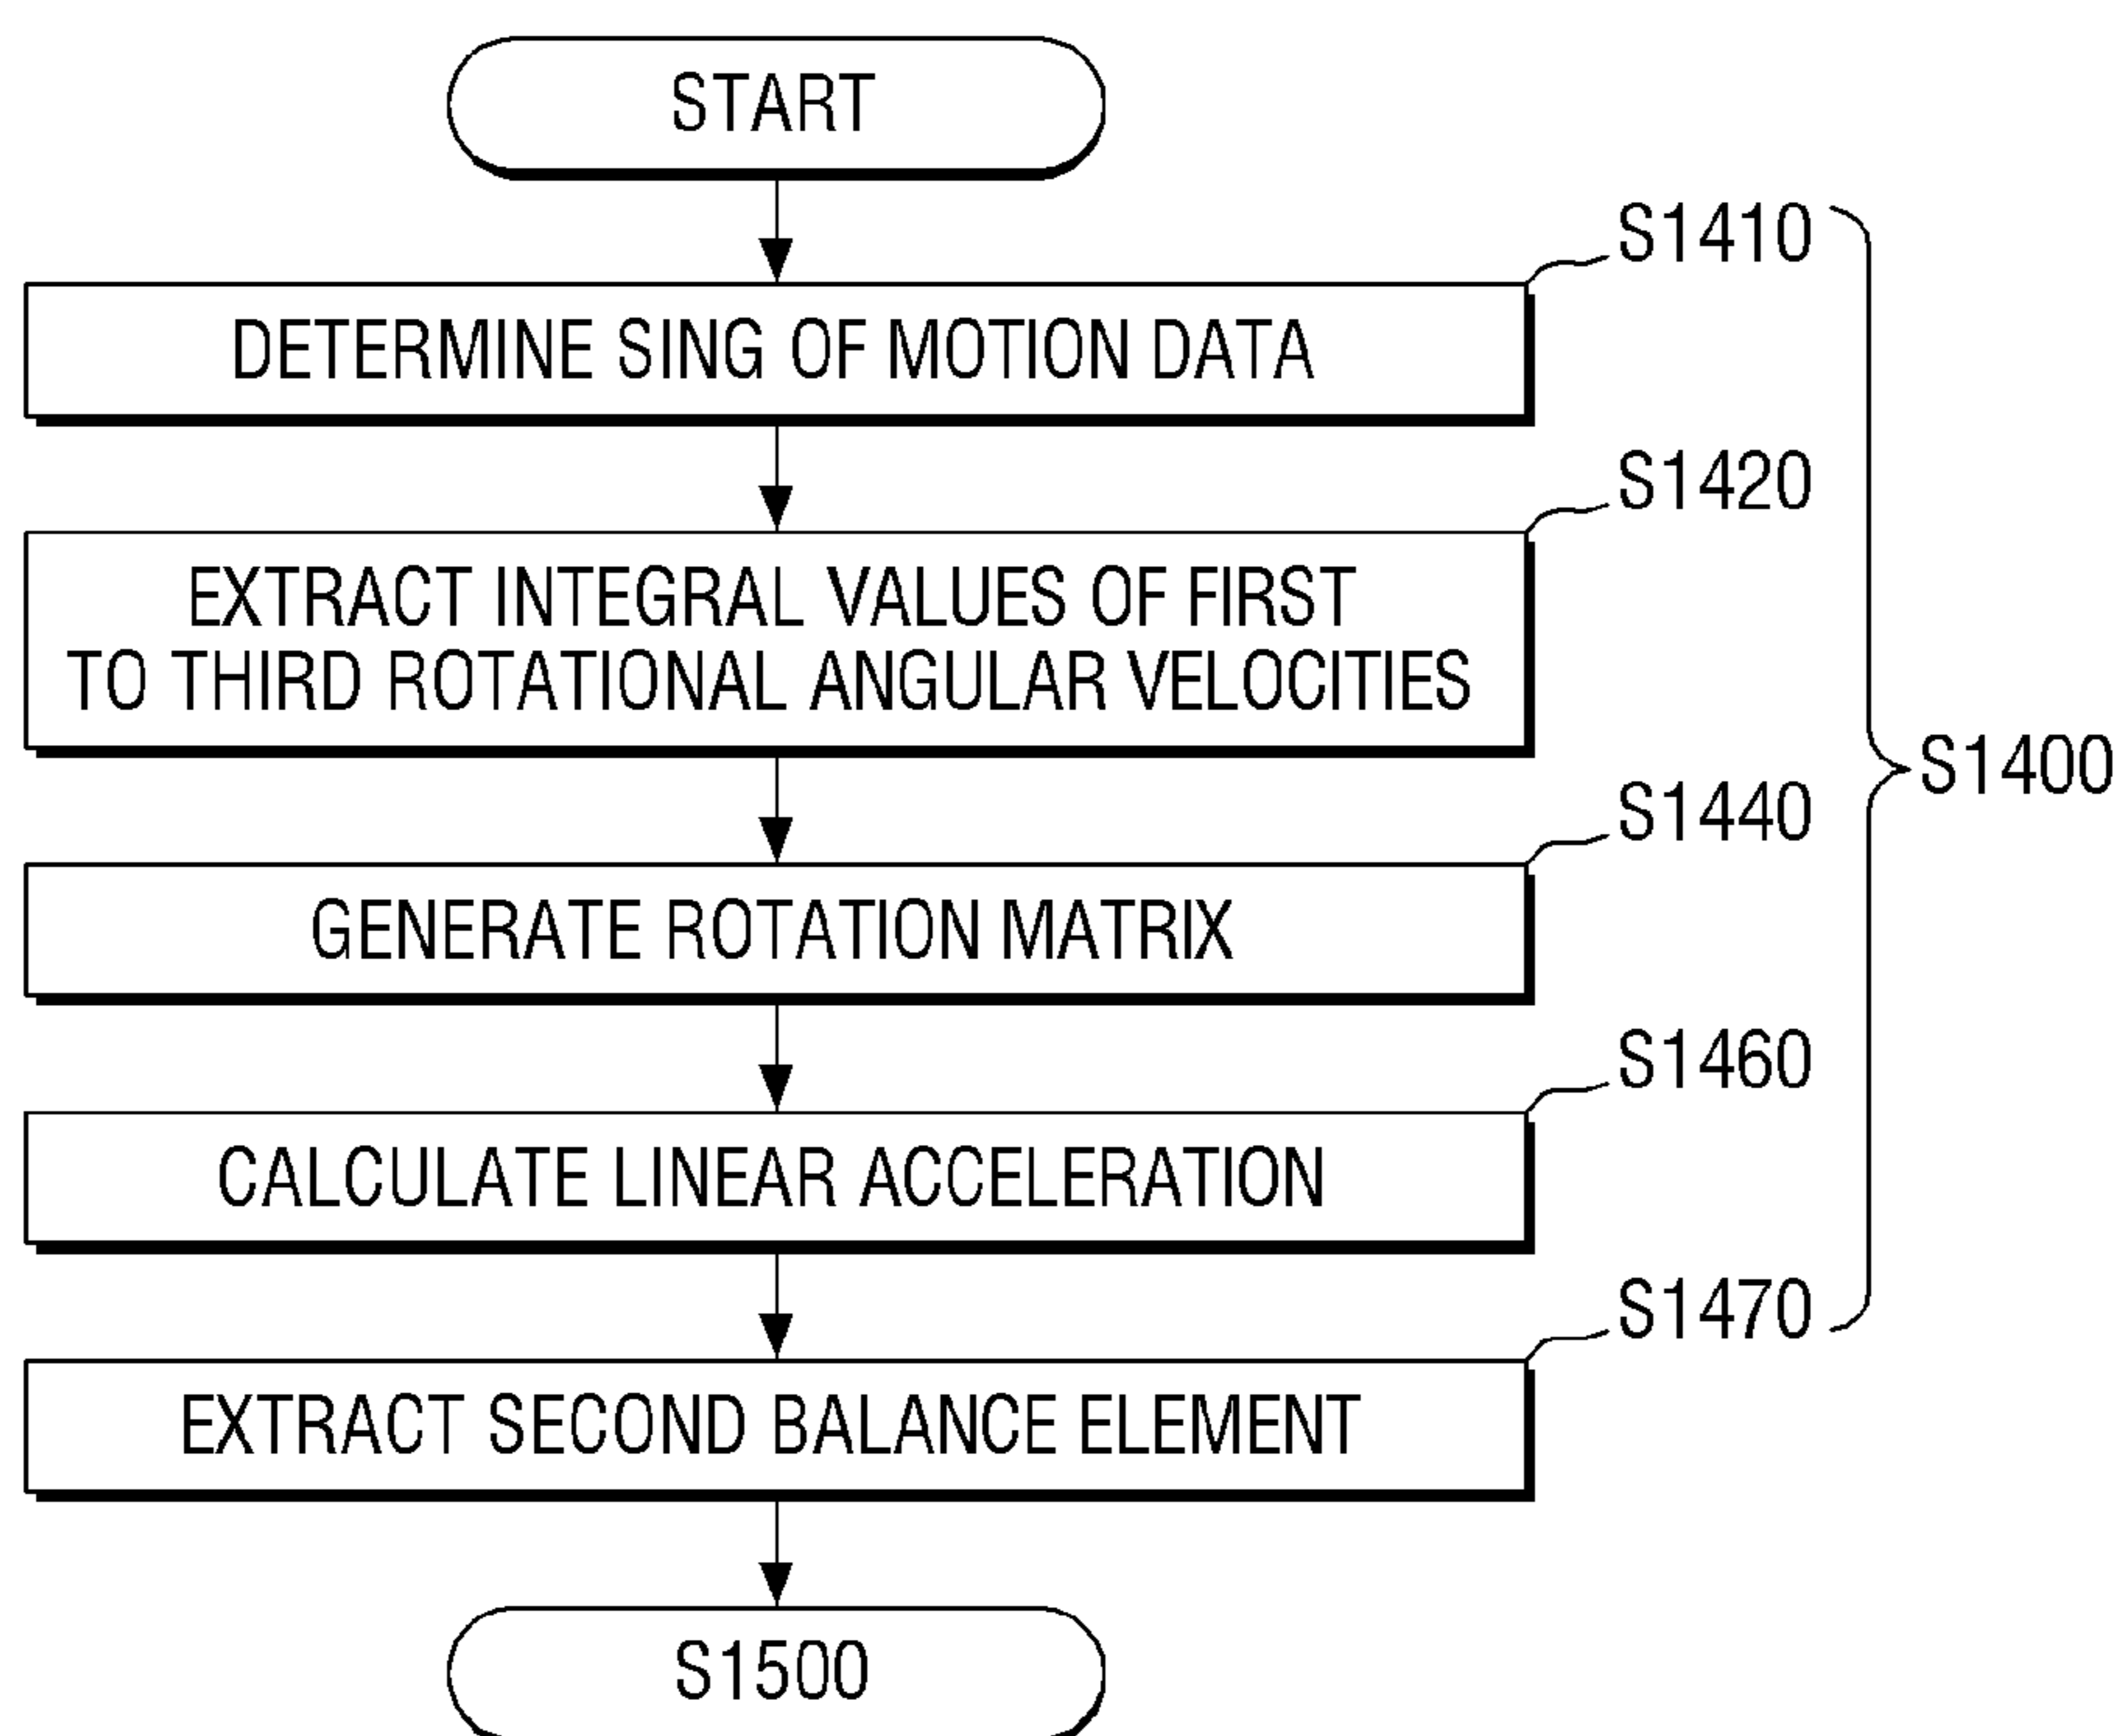 START
S1410
DETERMINE SING OF MOTION DATA
S1420
EXTRACT INTEGRAL VALUES OF FIRST
TO THIRD ROTATIONAL ANGULAR VELOCITIES
S1400
S1440
GENERATE ROTATION MATRIX
S1460
CALCULATE LINEAR ACCELERATION
S1470
EXTRACT SECOND BALANCE ELEMENT
S1500